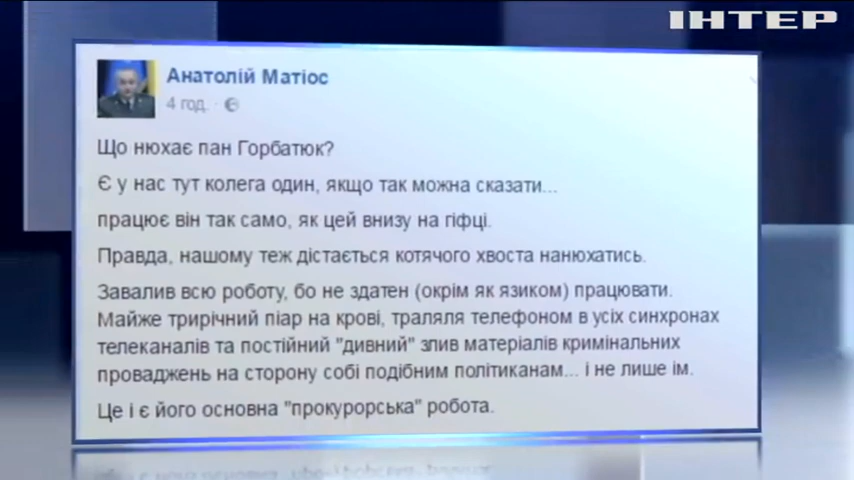 ІНТЕР
Анатолій Матіос
4 год. ·
Що нюхає пан Горбатюк?
Є у нас тут колега один, якщо так можна сказати...
працює він так само, як цей внизу на гіфці.
Правда, нашому теж дістається котячого хвоста нанюхатись.
Завалив всю роботу, бо не здатен (окрім як язиком) працювати.
Майже трирічний піар на крові, траляля телефоном в усіх синхронах
телеканалів та постійний "дивний" злив матеріалів кримінальних
проваджень на сторону собі подібним политиканам... і не лише їм.
Це і є його основна "прокурорська" робота.